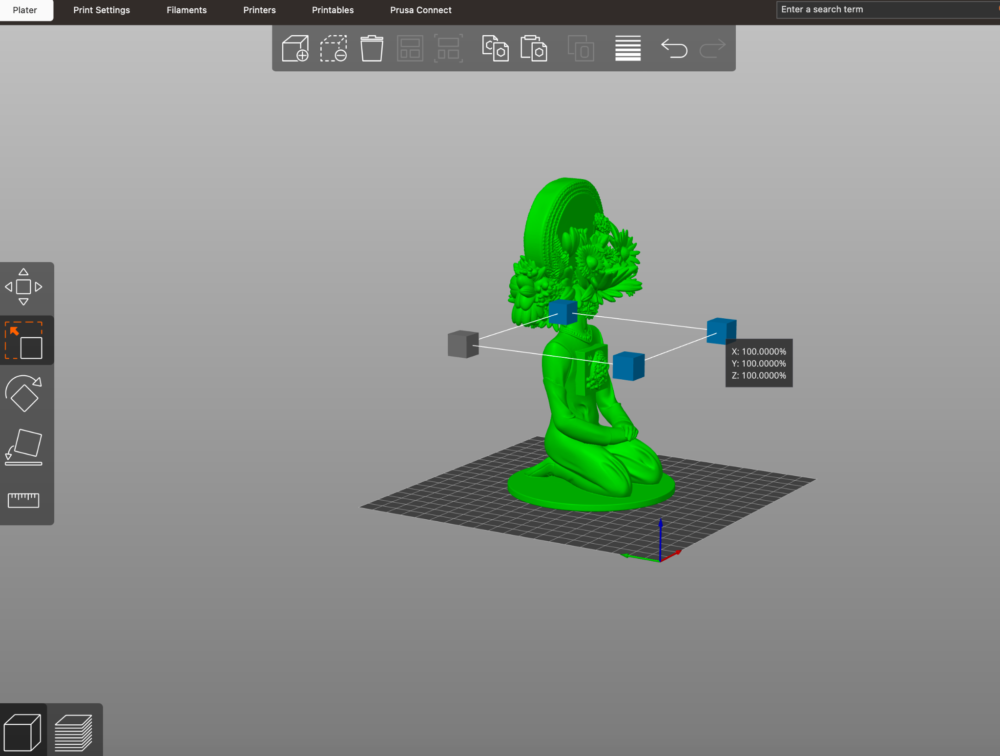 Plater
Print Settings
Filaments
Printers
Printables
Prusa Connect
Enter a search term
X: 100.0000%
Y: 100.0000%
Z: 100.0000%